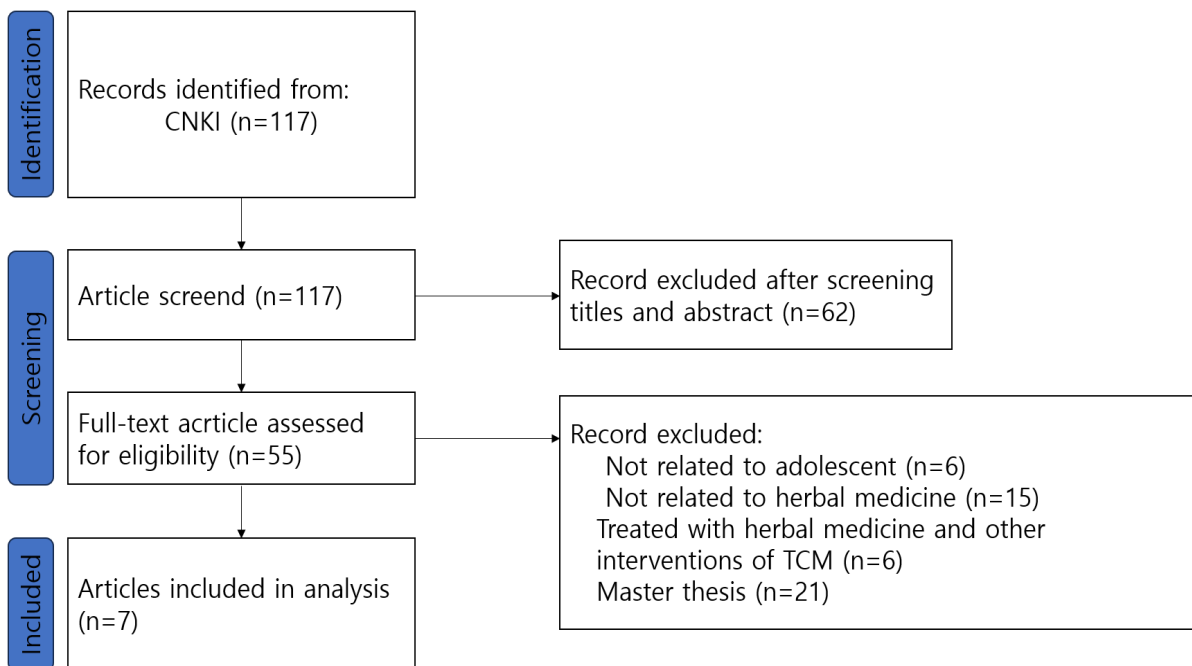 Identification
Records identified from:
CNKI (n=117)
Screening
Article screend (n=117)
Record excluded after screening
titles and abstract (n=62)
Full-text acrticle assessed
for eligibility (n=55)
Record excluded:
Not related to adolescent (n=6)
Not related to herbal medicine (n=15)
Treated with herbal medicine and other
interventions of TCM (n=6)
Master thesis (n=21)
Included
Articles included in analysis
(n=7)